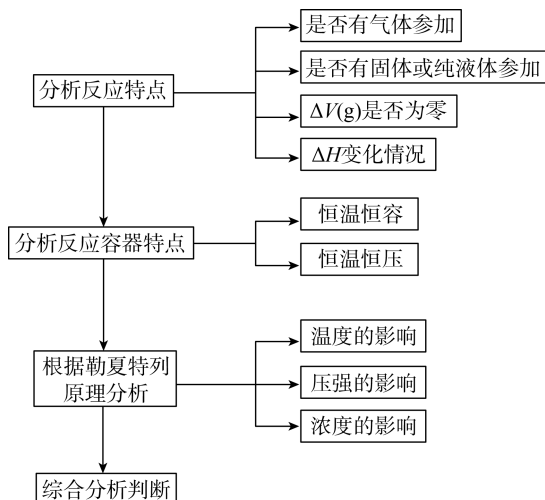 分析反应特点
是否有气体参加
是否有固体或纯液体参加
ΔV(g)是否为零
ΔH变化情况
分析反应容器特点
恒温恒容
恒温恒压
根据勒夏特列
原理分析
温度的影响
压强的影响
浓度的影响
综合分析判断